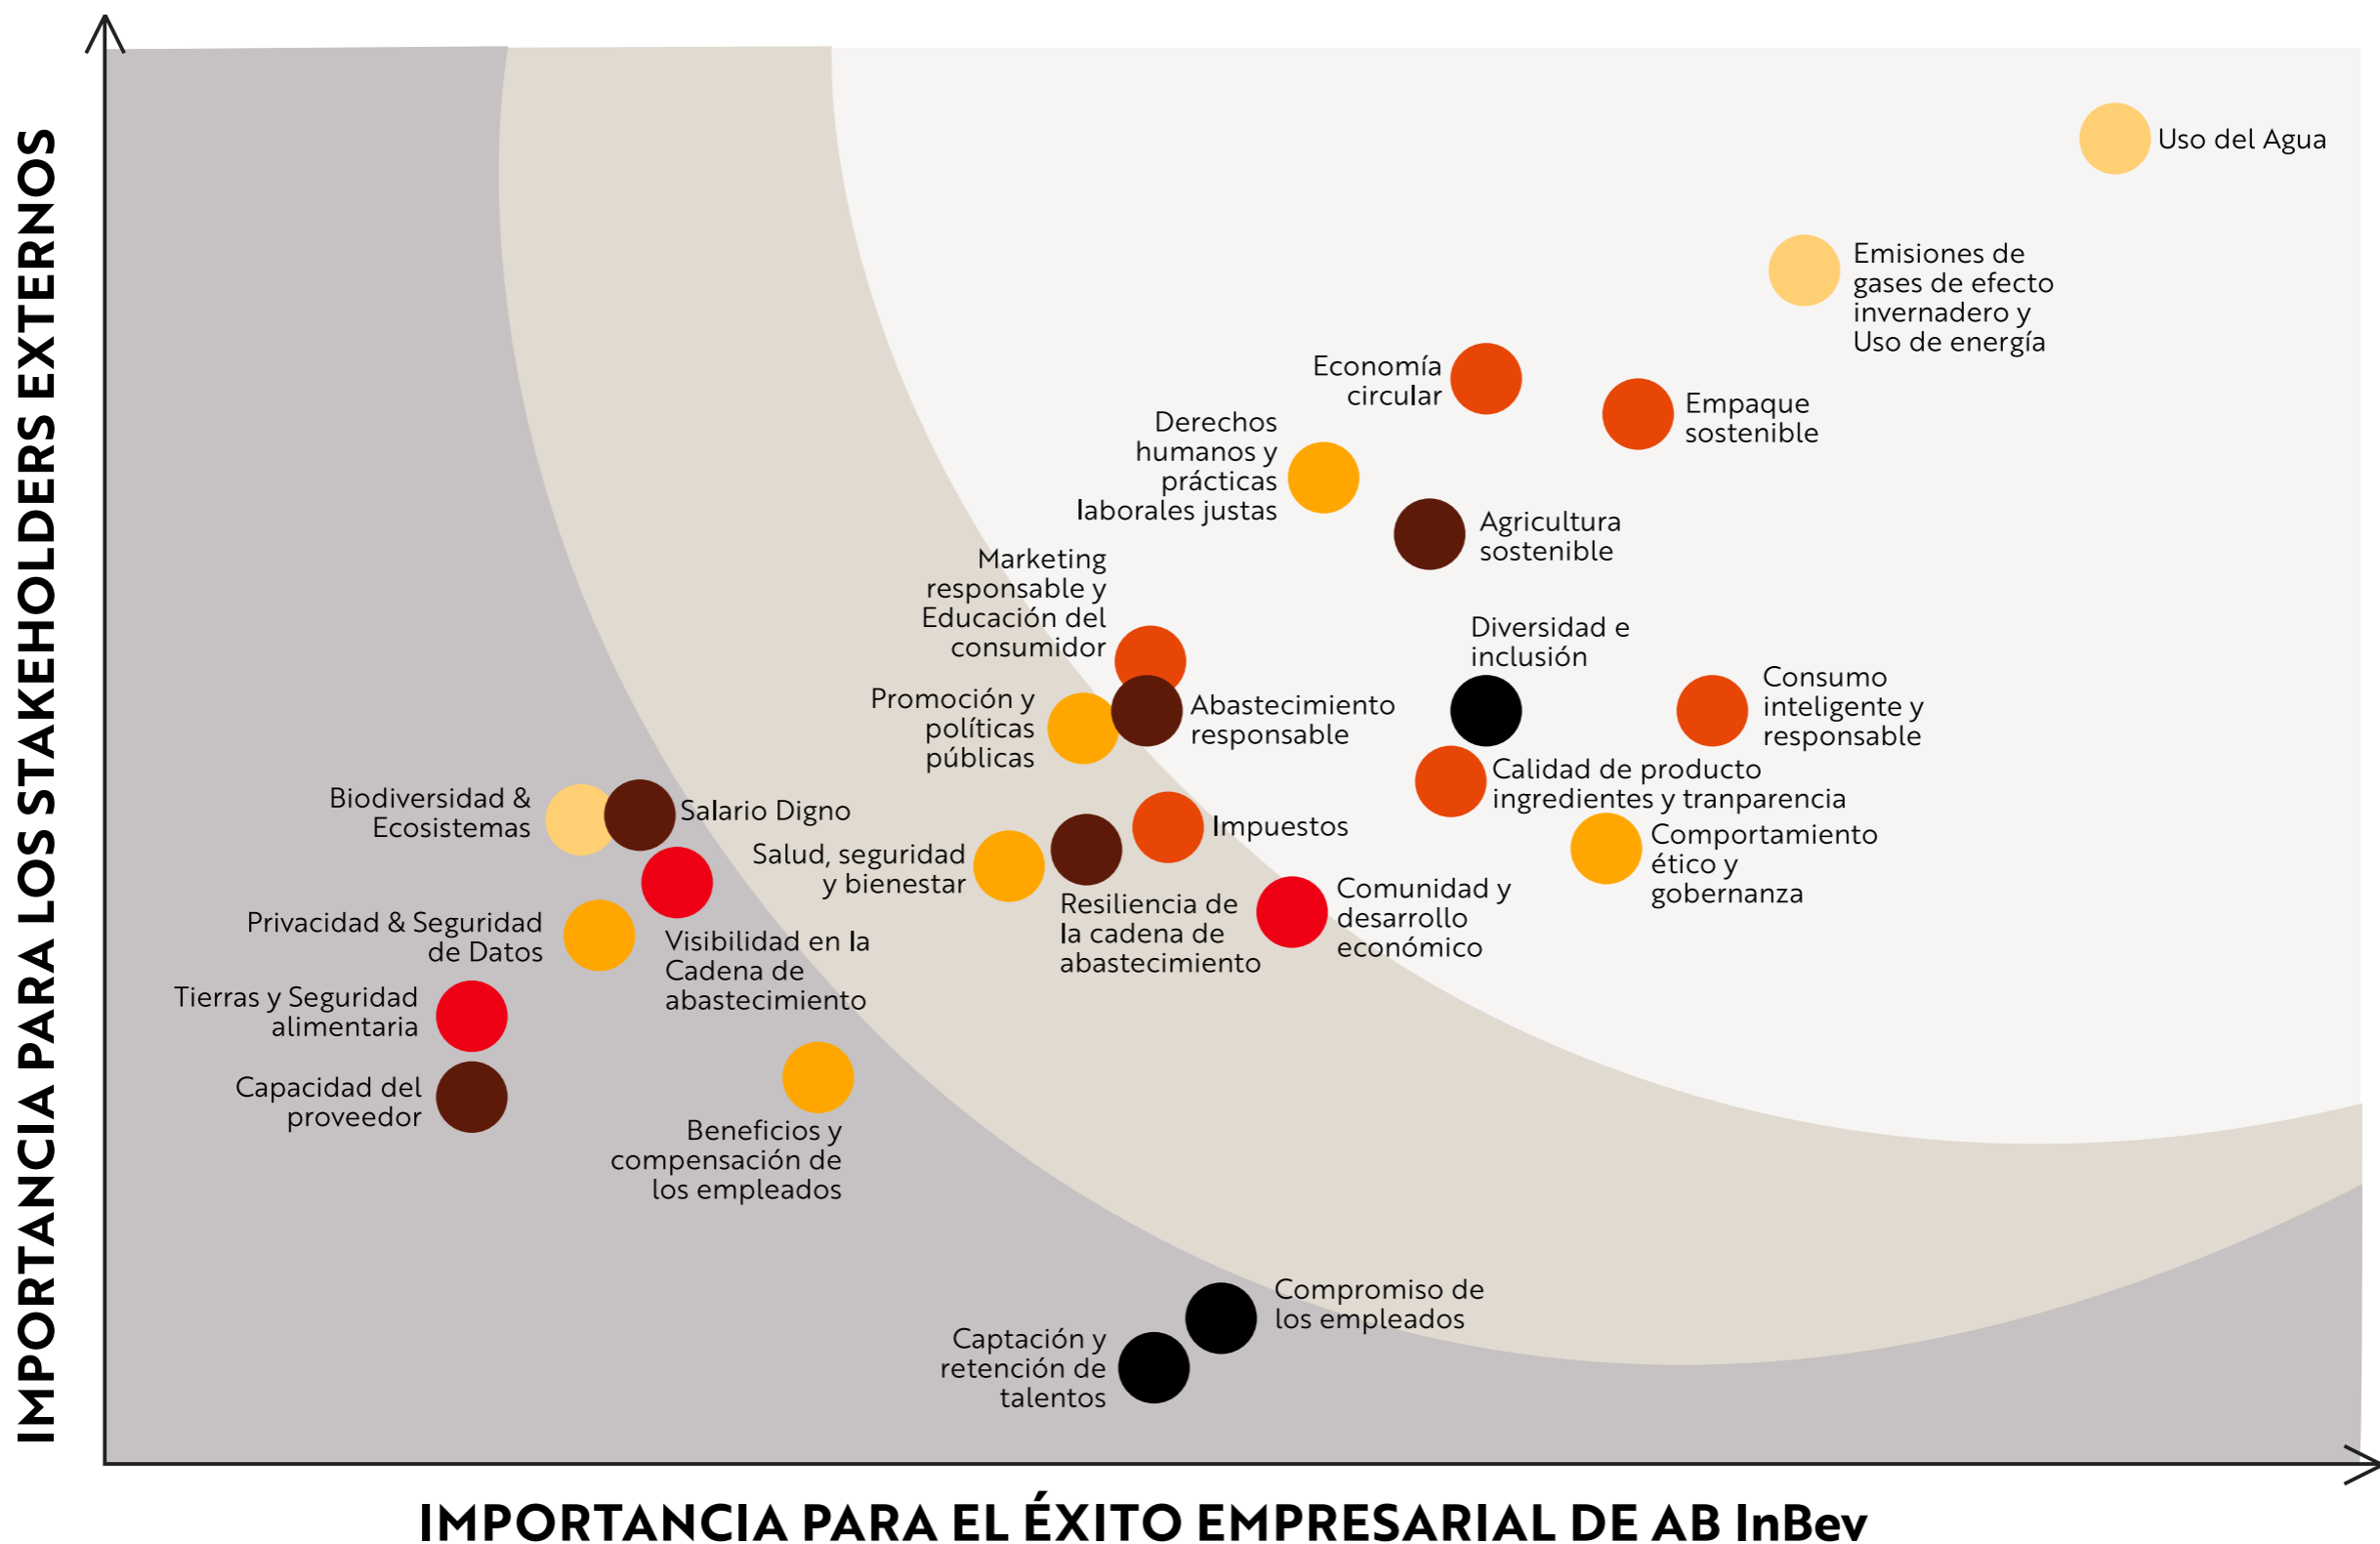 IMPORTANCIA PARA LOS STAKEHOLDERS EXTERNOS
Uso del Agua
Emisiones de
gases de efecto
invernadero y
Uso de energía
Economía
circular
Empaque
sostenible
Derechos
humanos y
prácticas
laborales justas
Agricultura
sostenible
Marketing
responsable y
Educación del
consumidor
Diversidad e
inclusión
Consumo
inteligente y
responsable
Promoción y
políticas
públicas
Abastecimiento
responsable
Calidad de producto
ingredientes y tranparencia
Biodiversidad &
Ecosistemas
Salario Digno
Impuestos
Comportamiento
ético y
gobernanza
Salud, seguridad
y bienestar
Resiliencia de
la cadena de
abastecimiento
Comunidad y
desarrollo
económico
Privacidad & Seguridad
de Datos
Visibilidad en la
Cadena de
abastecimiento
Tierras y Seguridad
alimentaria
Capacidad del
proveedor
Beneficios y
compensación de
los empleados
Compromiso de
los empleados
Captación y
retención de
talentos
IMPORTANCIA PARA EL ÉXITO EMPRESARIAL DE AB InBev